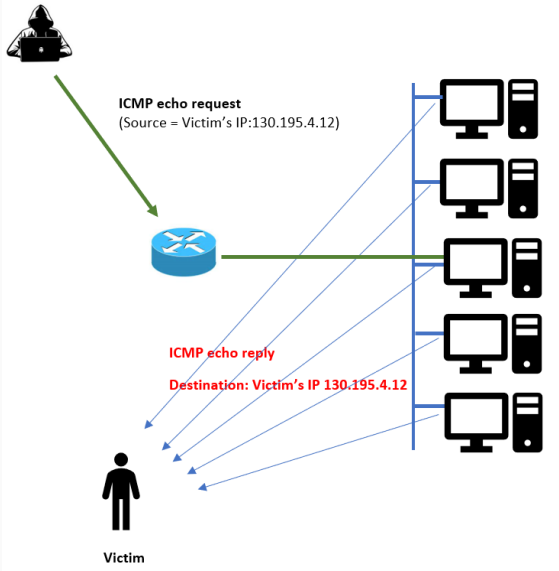 ICMP echo request
(Source = Victim's IP:130.195.4.12)
ICMP echo reply
Destination: Victim's IP 130.195.4.12
Victim